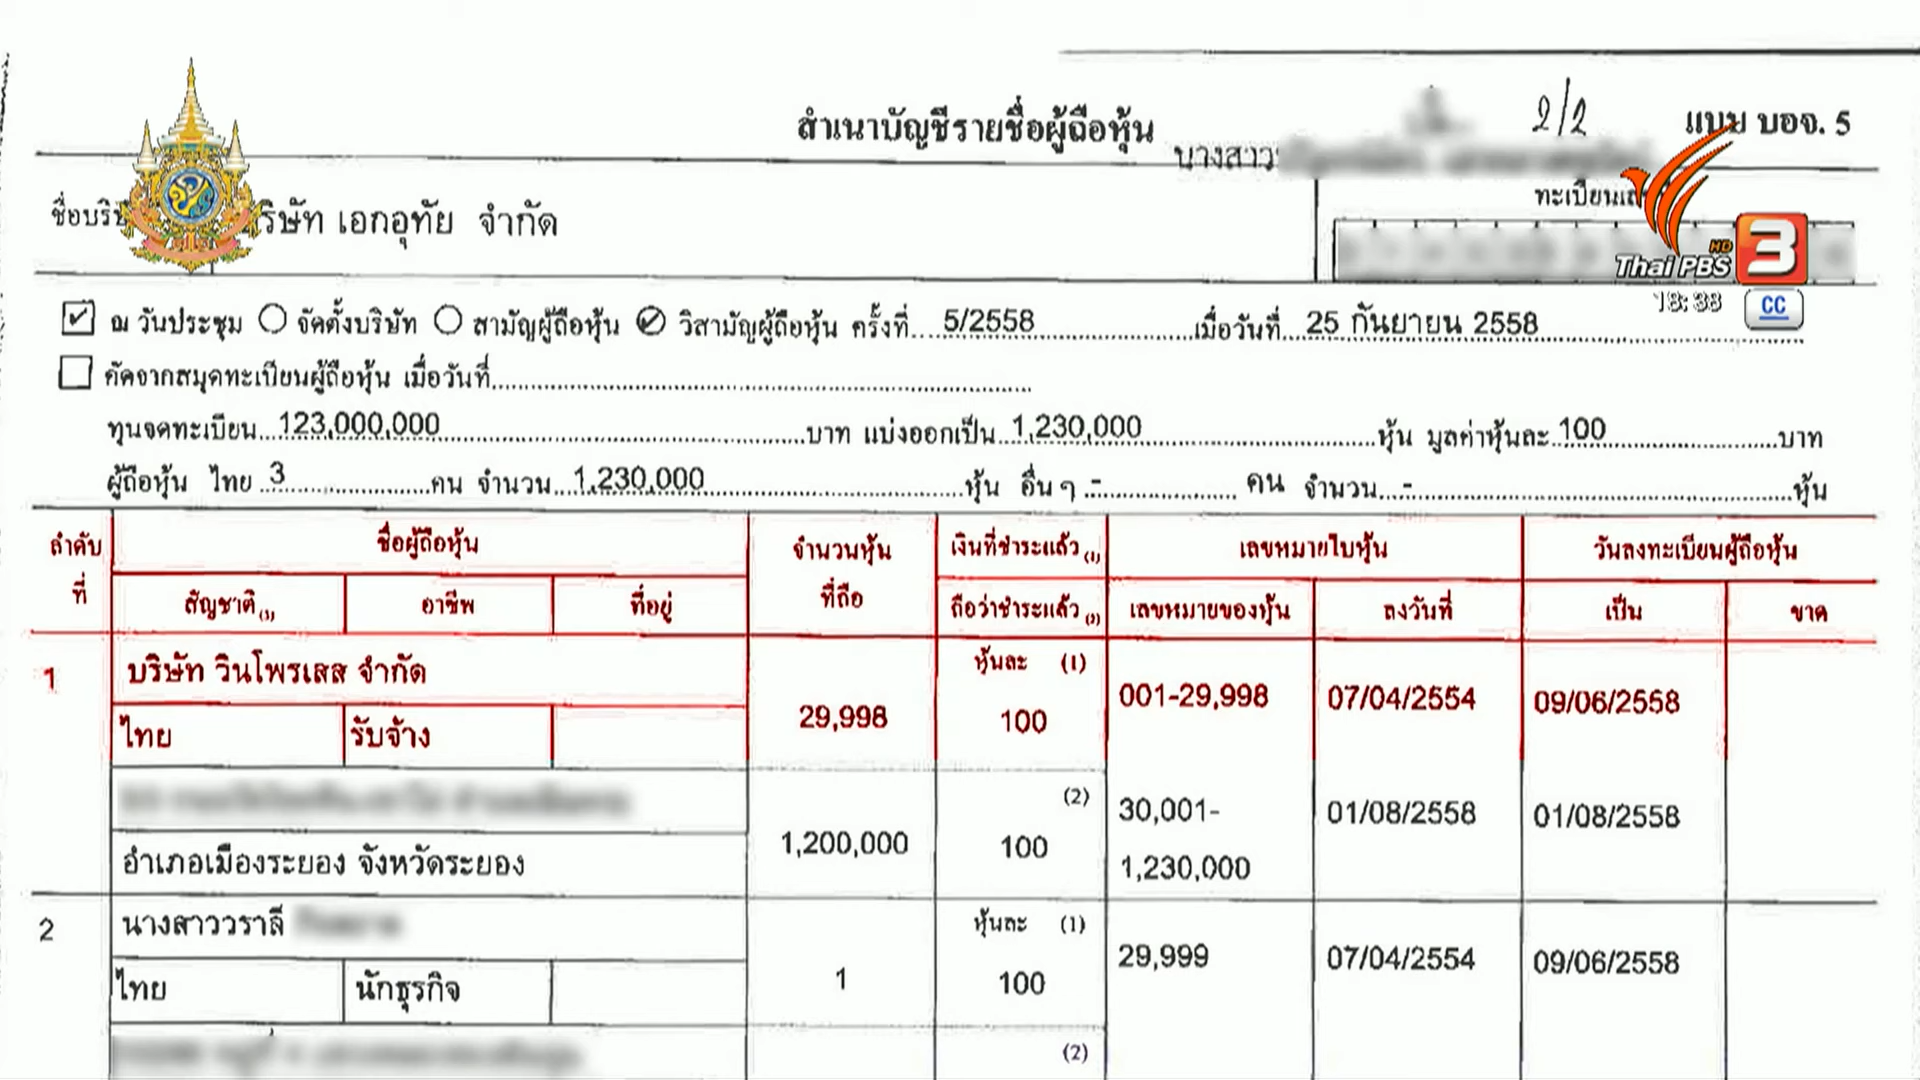 2/2
สำเนาบัญชีรายชื่อผู้ถือหุ้น
แบบ บอจ. 5
นางสาว
ทะเบียน
ชื่อบริษัท เอกอุทัย จำกัด
Thai PBS HD 3
18:38
CC
ณ วันประชุม จัดตั้งบริษัท สามัญผู้ถือหุ้น วิสามัญผู้ถือหุ้น ครั้งที่ 5/2558 เมื่อวันที่ 25 กันยายน 2558
คัดจากสมุดทะเบียนผู้ถือหุ้น เมื่อวันที่
ทุนจดทะเบียน 123,000,000 บาท แบ่งออกเป็น 1,230,000 หุ้น มูลค่าหุ้นละ 100 บาท
ผู้ถือหุ้น ไทย 3 คน จำนวน 1,230,000 หุ้น อื่น ๆ - คน จำนวน - หุ้น
ลำดับที่ ชื่อผู้ถือหุ้น จำนวนหุ้นที่ถือ เงินที่ชำระแล้ว (1) เลขหมายใบหุ้น วันลงทะเบียนผู้ถือหุ้น
สัญชาติ (3) อาชีพ ที่อยู่ ถือว่าชำระแล้ว (2) เลขหมายของหุ้น ลงวันที่ เป็น ขาด
1 บริษัท วินโพรเสส จำกัด หุ้นละ (1)
ไทย รับจ้าง 29,998 100 001-29,998 07/04/2554 09/06/2558
(2) 30,001- 01/08/2558 01/08/2558
อำเภอเมืองระยอง จังหวัดระยอง 1,200,000 100 1,230,000
2 นางสาววราลี หุ้นละ (1)
29,999 07/04/2554 09/06/2558
ไทย นักธุรกิจ 1 100
(2)